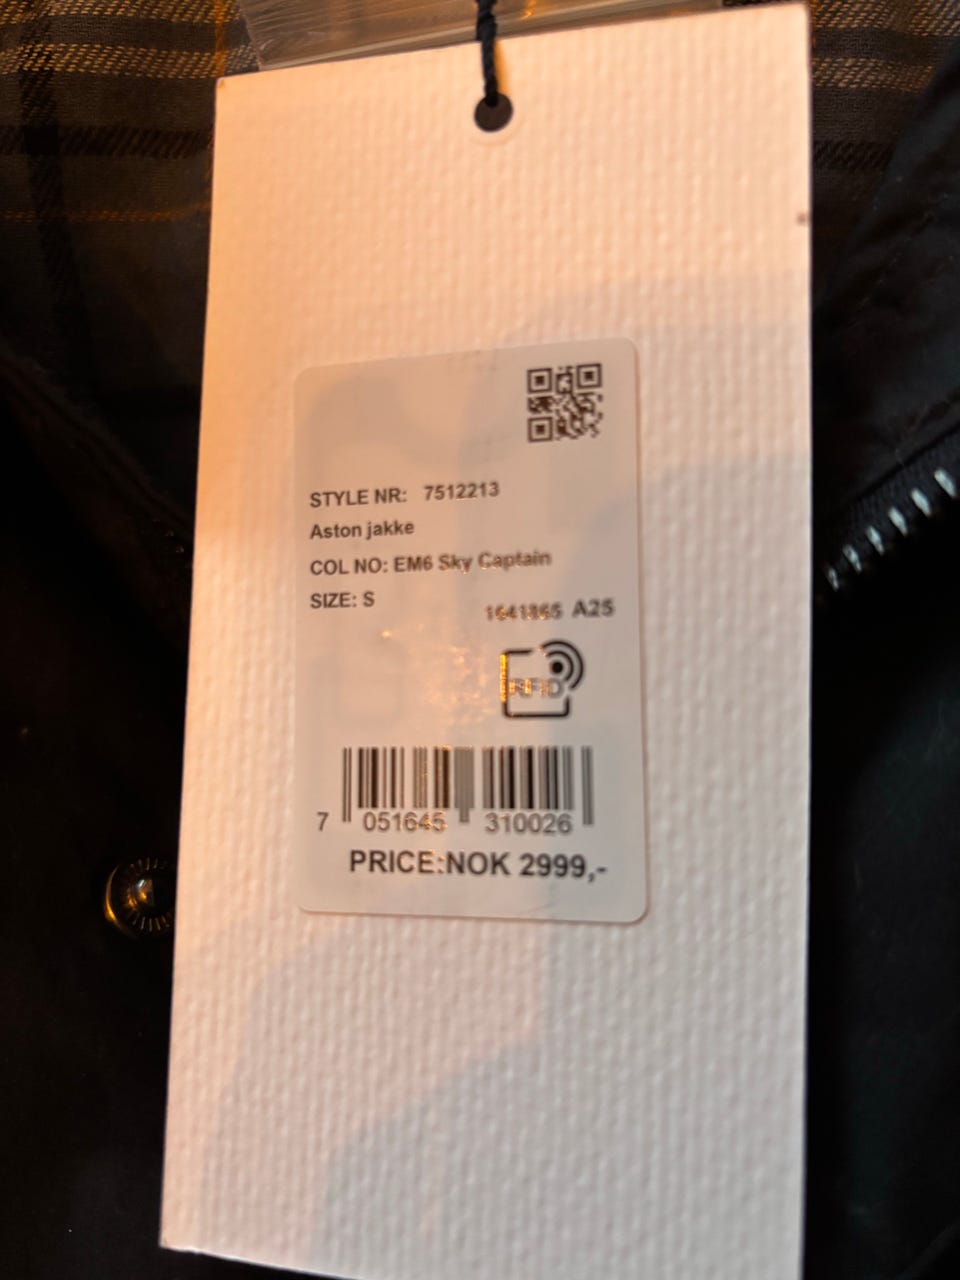 STYLE NR: 7512213
Aston jakke
COL NO: EM6 Sky Captain
SIZE: S
1641865 A25
RFID
7 051645 310026
PRICE:NOK 2999,-